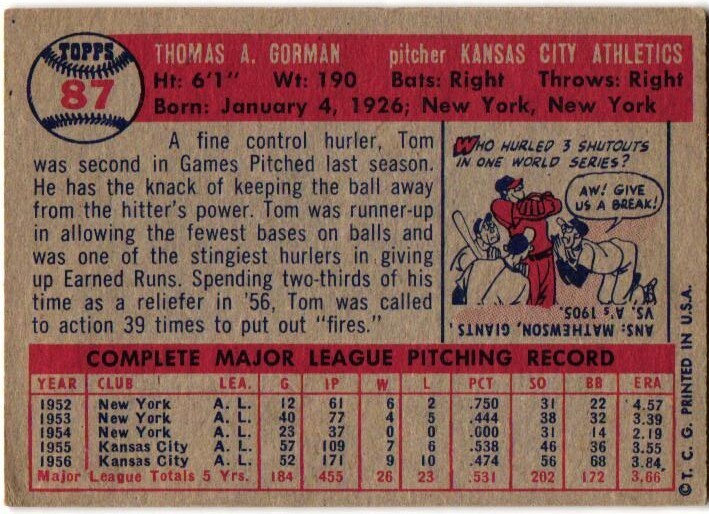 TOPPS
87
THOMAS A. GORMAN pitcher KANSAS CITY ATHLETICS
Ht: 6'1" Wt: 190 Bats: Right Throws: Right
Born: January 4, 1926; New York, New York
A fine control hurler, Tom
was second in Games Pitched last season.
He has the knack of keeping the ball away
from the hitter's power. Tom was runner-up
in allowing the fewest bases on balls and
was one of the stingiest hurlers in giving
up Earned Runs. Spending two-thirds of his
time as a reliefer in '56, Tom was called
to action 39 times to put out "fires."
WHO HURLED 3 SHUTOUTS
IN ONE WORLD SERIES?
AW! GIVE
US A BREAK!
ANS: MATHEWSON, GIANTS
VS. A's 1905.
COMPLETE MAJOR LEAGUE PITCHING RECORD
YEAR CLUB LEA. G IP W L PCT SO BB ERA
1952 New York A. L. 12 61 6 2 .750 31 22 4.57
1953 New York A. L. 40 77 4 5 .444 38 32 3.39
1954 New York A. L. 23 37 0 0 .000 31 14 2.19
1955 Kansas City A. L. 57 109 7 6 .538 46 36 3.55
1956 Kansas City A. L. 52 171 9 10 .474 56 68 3.84
Major League Totals 5 Yrs. 184 455 26 23 .531 202 172 3.66
© T. C. G. PRINTED IN U.S.A.